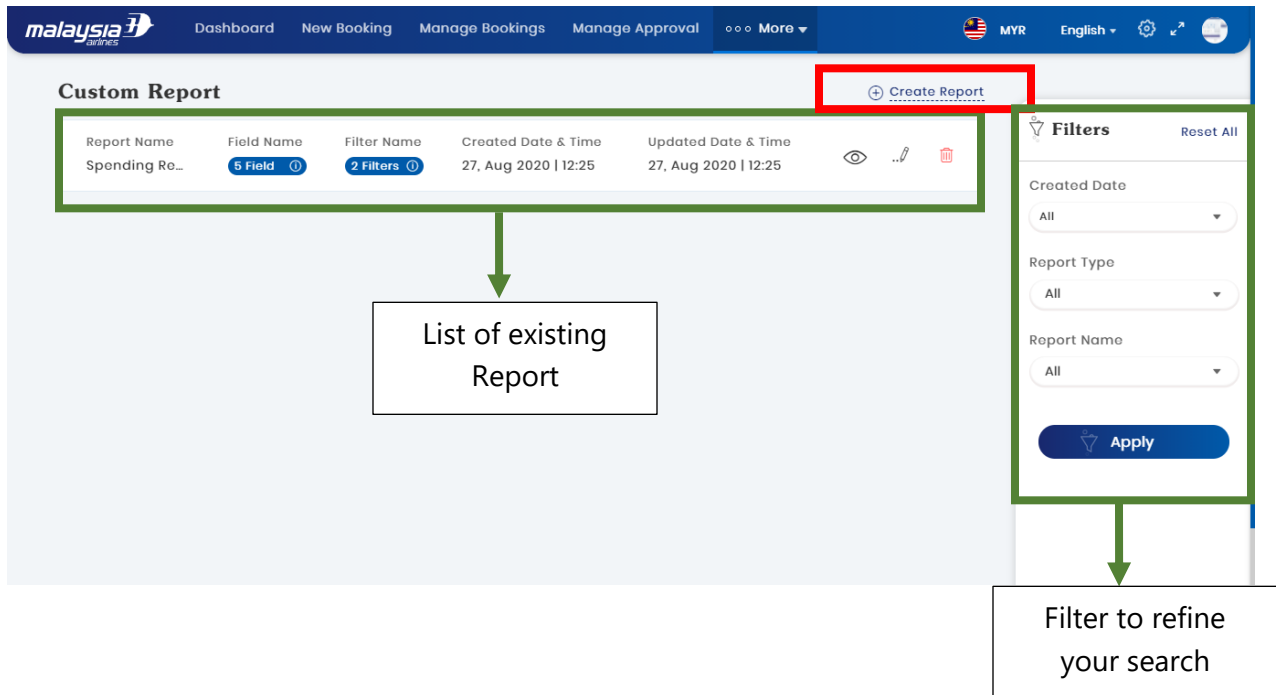 malaysia airlines Dashboard New Booking Manage Bookings Manage Approval More MYR English
Custom Report
Create Report
Filters Reset All
Report Name Field Name Filter Name Created Date & Time Updated Date & Time
Spending Re... 5 Field 2 Filters 27, Aug 2020 | 12:25 27, Aug 2020 | 12:25
Created Date
All
Report Type
All
Report Name
All
Apply
List of existing
Report
Filter to refine
your search